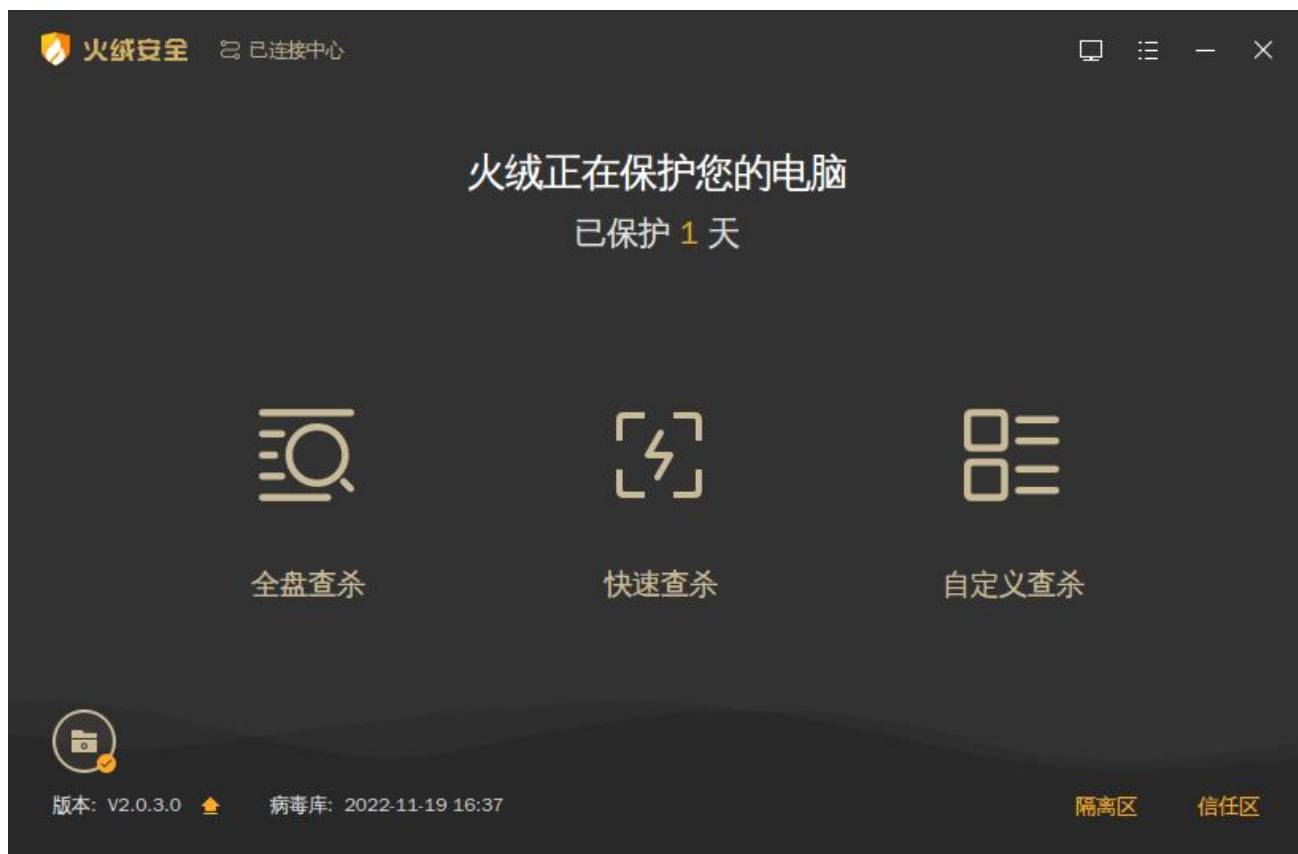 火绒安全 已连接中心
火绒正在保护您的电脑
已保护 1 天
全盘查杀 快速查杀 自定义查杀
版本: V2.0.3.0 病毒库: 2022-11-19 16:37 隔离区 信任区